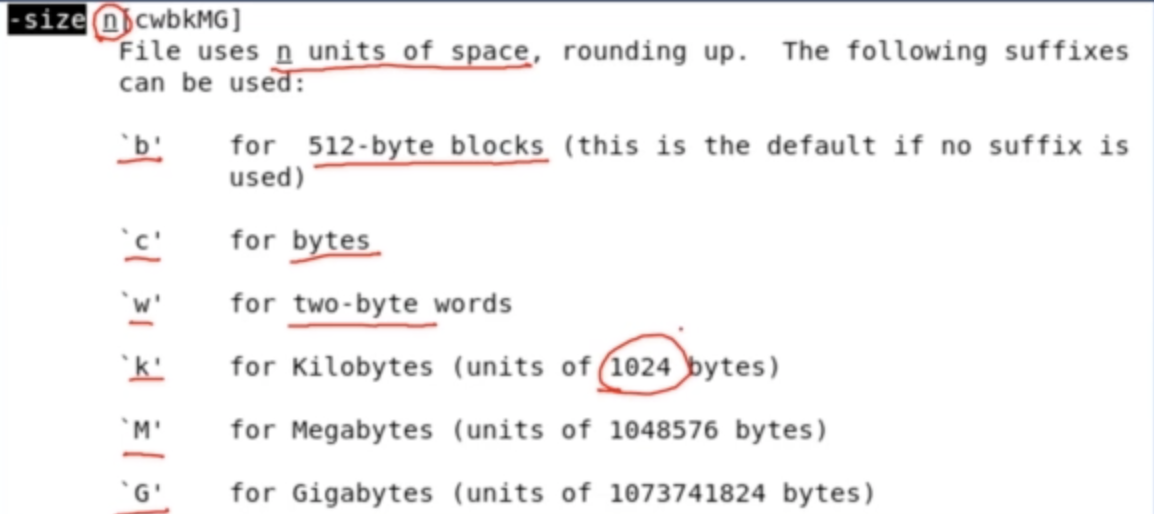 -size n[cwbkMG]
File uses n units of space, rounding up.  The following suffixes
can be used:
`b'    for  512-byte blocks (this is the default if no suffix is
used)
`c'    for bytes
`w'    for two-byte words
`k'    for Kilobytes (units of 1024 bytes)
`M'    for Megabytes (units of 1048576 bytes)
`G'    for Gigabytes (units of 1073741824 bytes)